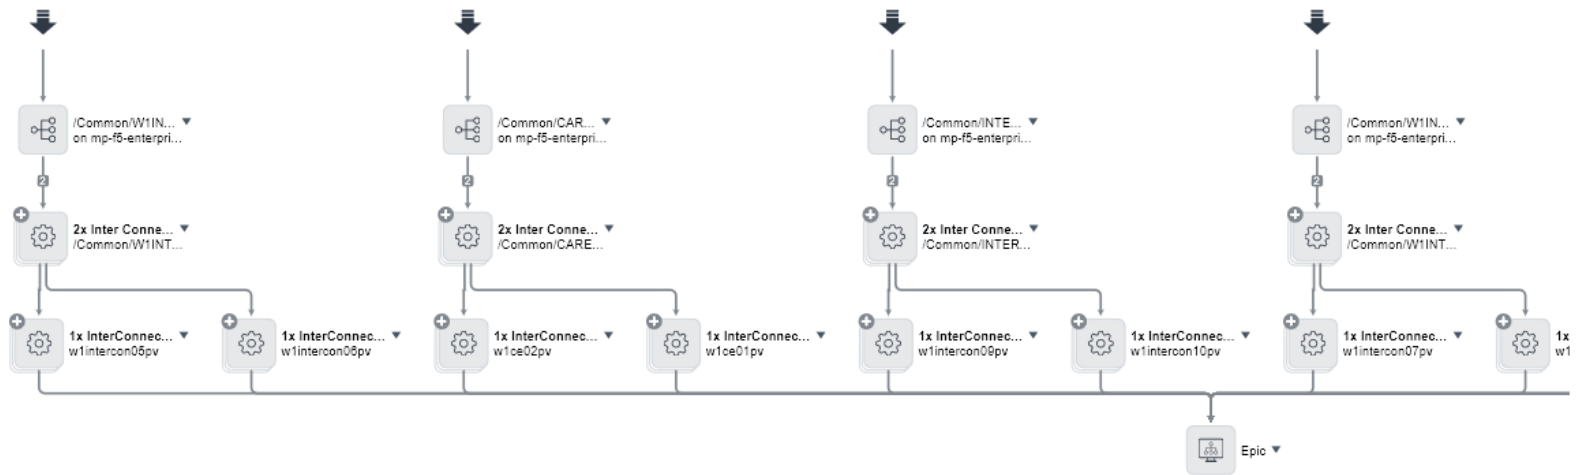 /Common/W1IN...
on mp-f5-enterpri...
/Common/CAR...
on mp-f5-enterpri...
/Common/INTE...
on mp-f5-enterpri...
/Common/W1IN...
on mp-f5-enterpri...
2
2
2
2
2x Inter Conne...
/Common/W1INT...
2x Inter Conne...
/Common/CARE...
2x Inter Conne...
/Common/INTER...
2x Inter Conne...
/Common/W1INT...
1x InterConnec...
w1intercon05pv
1x InterConnec...
w1intercon06pv
1x InterConnec...
w1ce02pv
1x InterConnec...
w1ce01pv
1x InterConnec...
w1intercon09pv
1x InterConnec...
w1intercon10pv
1x InterConnec...
w1intercon07pv
1x
w1
Epic